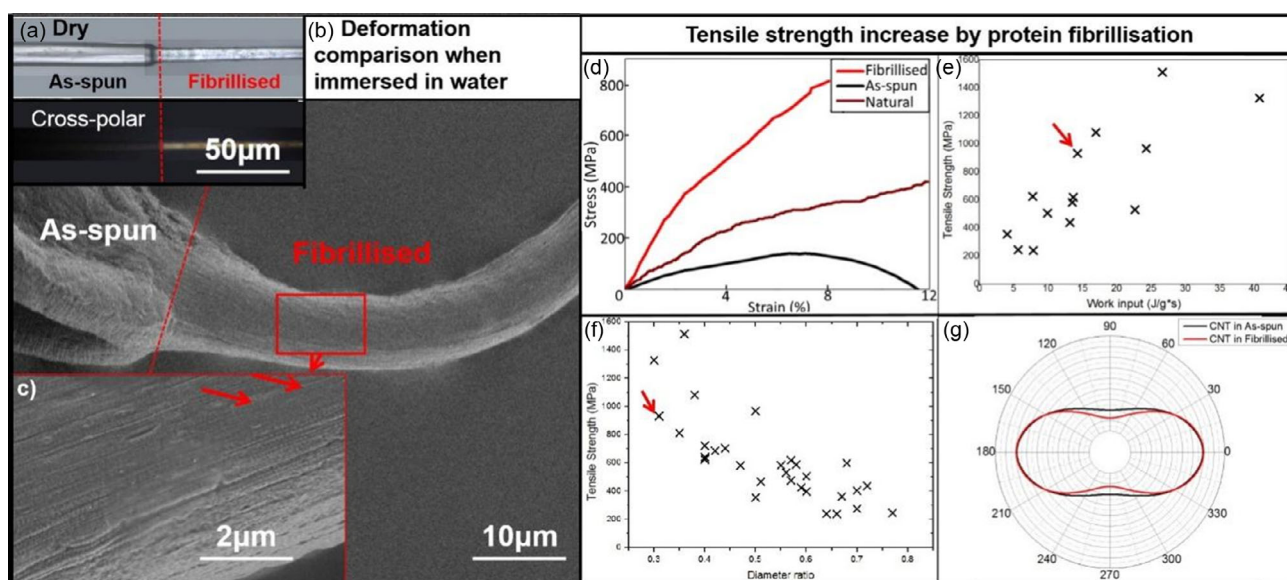 (a) Dry
As-spun
Fibrillised
Cross-polar
50μm
(b) Deformation
comparison when
immersed in water
As-spun
Fibrillised
10μm
c)
2μm
Tensile strength increase by protein fibrillisation
(d)
Fibrillised
As-spun
Natural
Stress (MPa)
800
600
400
200
0
4
8
12
Strain (%)
(e)
Tensile Strength (MPa)
1600
1400
1200
1000
800
600
400
200
0
0
5
10
15
20
25
30
35
40
45
Work input (J/g*s)
(f)
Tensile Strength (MPa)
1600
1400
1200
1000
800
600
400
200
0
0.3
0.4
0.5
0.6
0.7
0.8
Diameter ratio
(g)
CNT in As-spun
CNT in Fibrillised
90
120
60
150
30
180
0
210
330
240
300
270